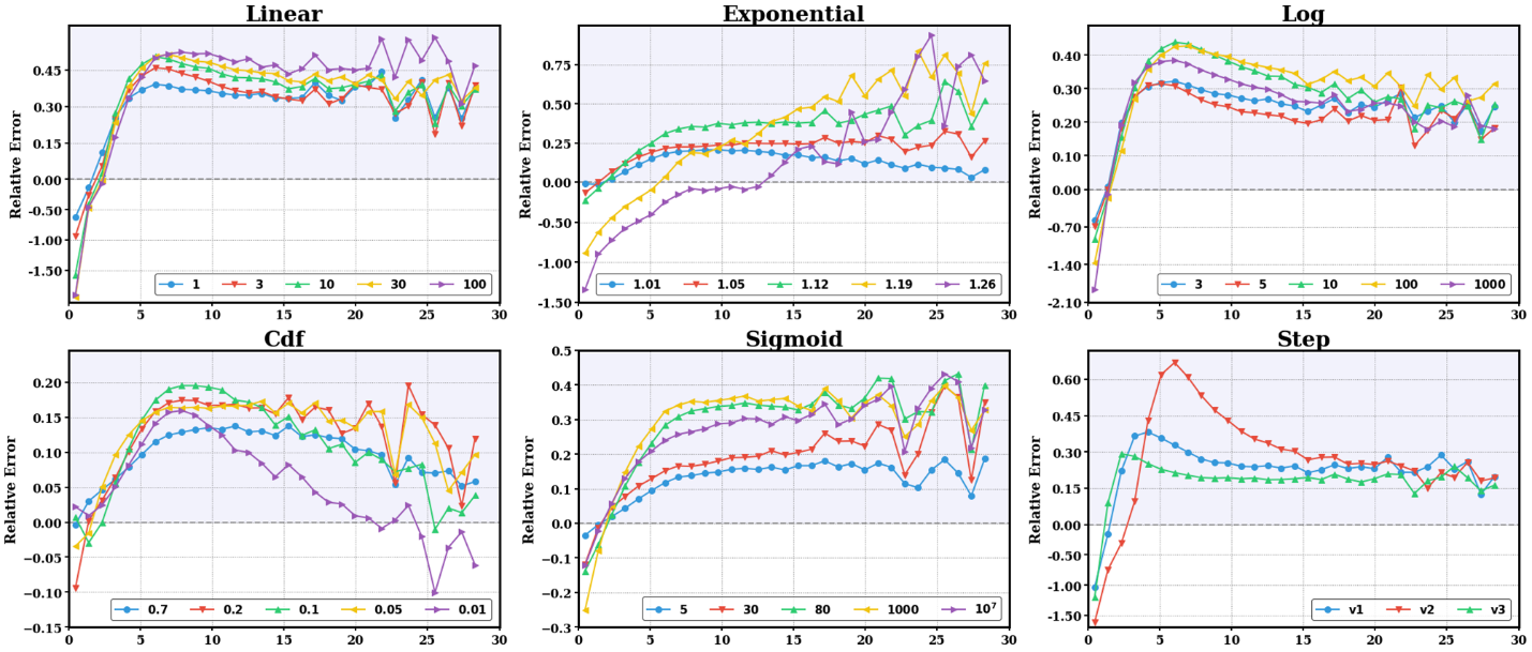 Linear
Relative Error
0.45
0.30
0.15
0.00
-0.50
-1.00
-1.50
1 3 10 30 100
0 5 10 15 20 25 30
Exponential
Relative Error
0.75
0.50
0.25
0.00
-0.50
-1.00
-1.50
1.01 1.05 1.12 1.19 1.26
0 5 10 15 20 25 30
Log
Relative Error
0.40
0.30
0.20
0.10
0.00
-0.70
-1.40
-2.10
3 5 10 100 1000
0 5 10 15 20 25 30
Cdf
Relative Error
0.20
0.15
0.10
0.05
0.00
−0.05
−0.10
−0.15
0.7 0.2 0.1 0.05 0.01
0 5 10 15 20 25 30
Sigmoid
Relative Error
0.5
0.4
0.3
0.2
0.1
0.0
−0.1
−0.2
−0.3
5 30 80 1000 10⁷
0 5 10 15 20 25 30
Step
Relative Error
0.60
0.45
0.30
0.15
0.00
-0.50
-1.00
-1.50
v1 v2 v3
0 5 10 15 20 25 30